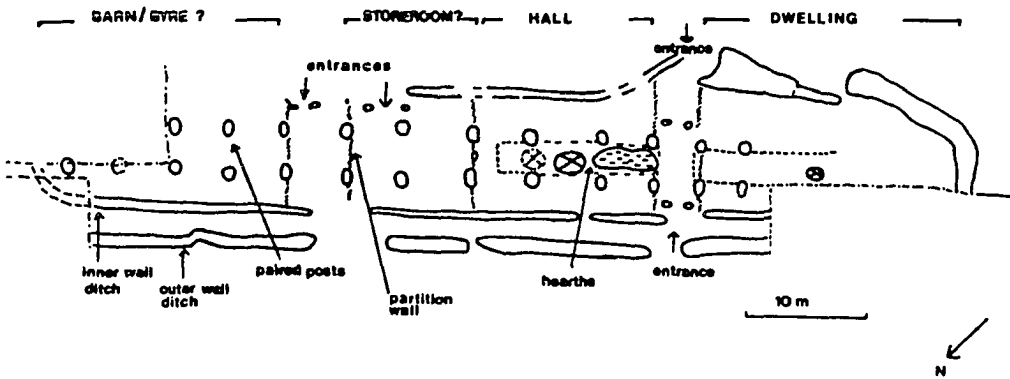 BARN/BYRE ?
STOREROOM?
HALL
DWELLING
entrance
entrances
inner wall
ditch
outer wall
ditch
paired posts
partition
wall
hearths
entrance
10 m
N